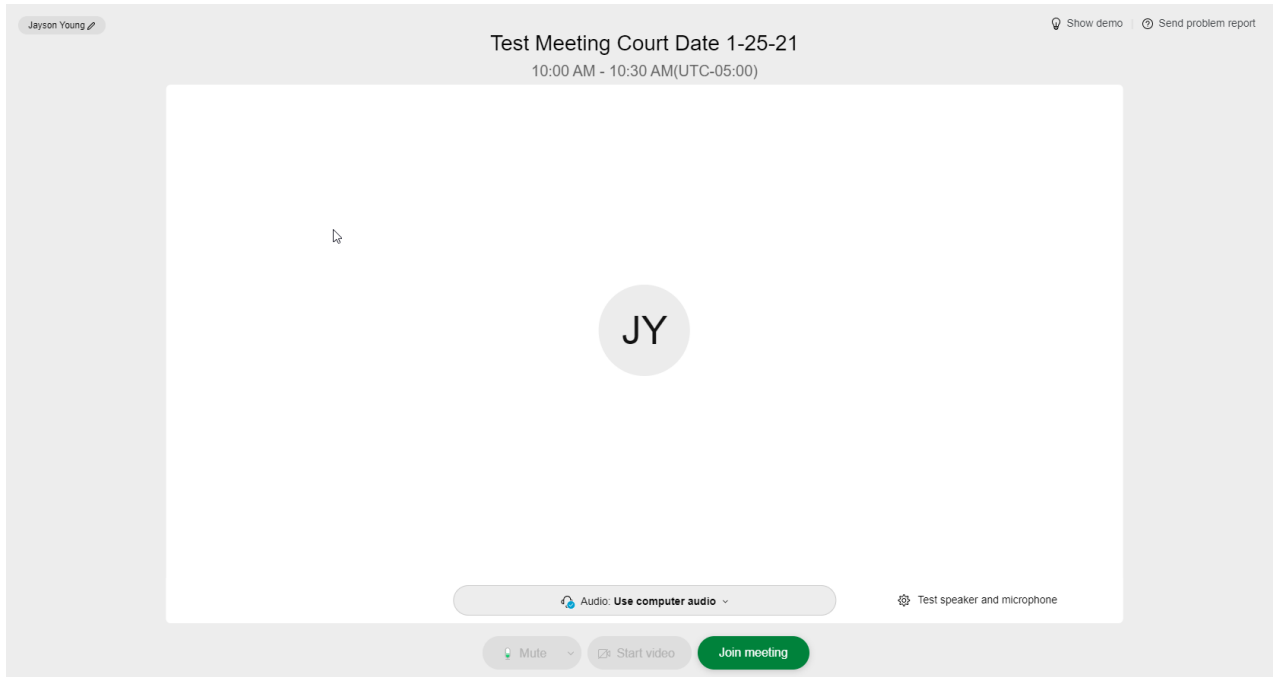 Jayson Young
Show demo
Send problem report
Test Meeting Court Date 1-25-21
10:00 AM - 10:30 AM(UTC-05:00)
JY
Audio: Use computer audio
Test speaker and microphone
Mute
Start video
Join meeting